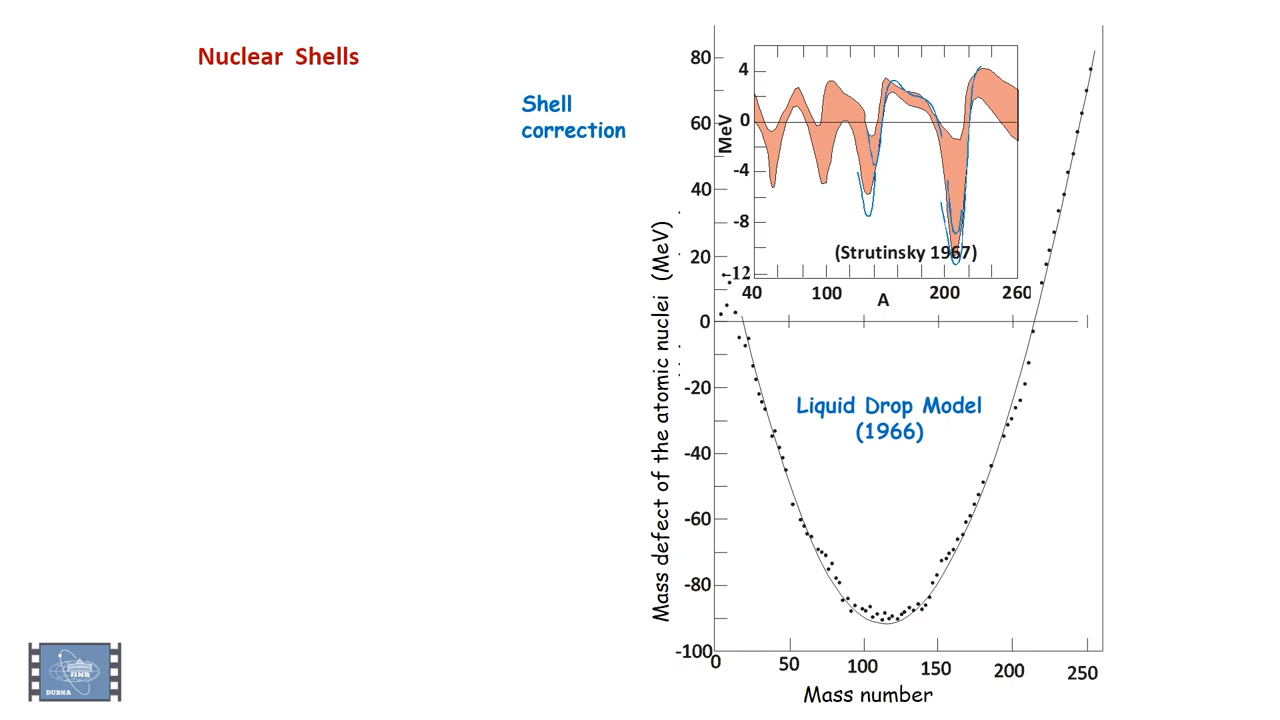 Nuclear Shells
Shell
correction
4
0
-4
-8
-12
MeV
(Strutinsky 1967)
40
100
200
260
A
80
60
40
20
0
-20
-40
-60
-80
-100
Mass defect of the atomic nuclei (MeV)
Liquid Drop Model
(1966)
0
50
100
150
200
250
Mass number
JINR
DUBNA